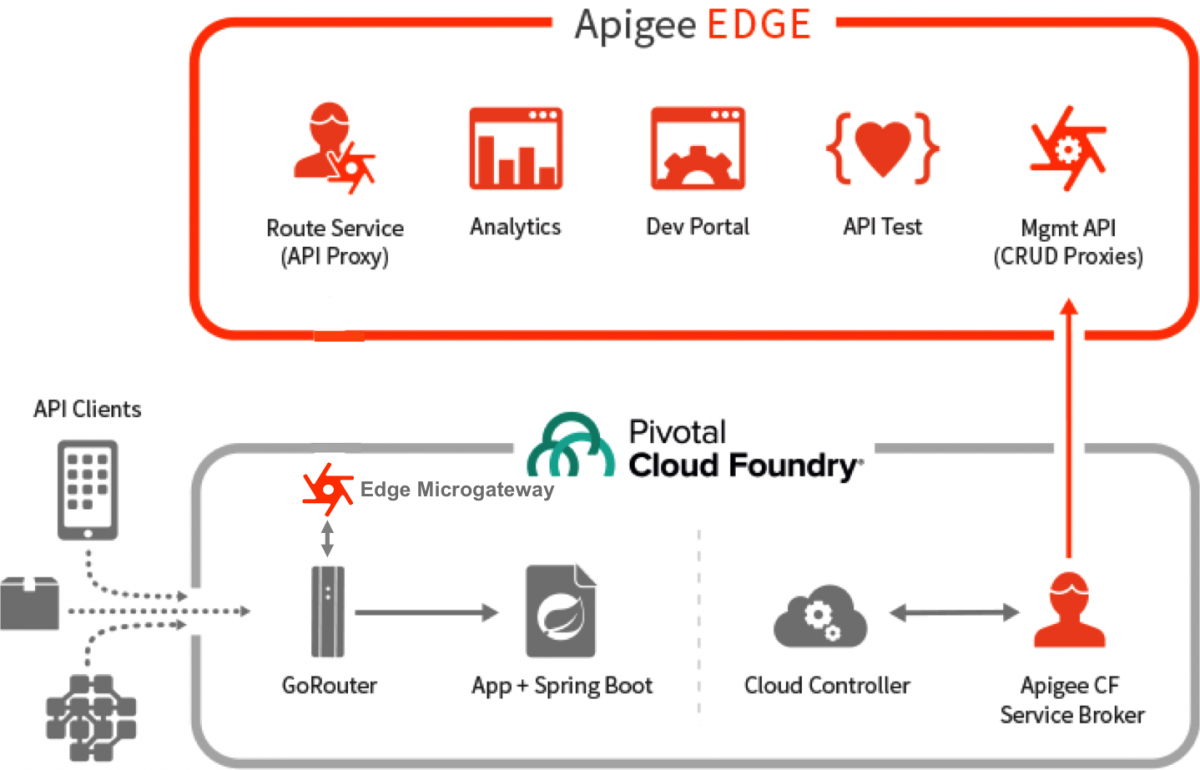 Apigee EDGE
Route Service
(API Proxy)
Analytics
Dev Portal
API Test
Mgmt API
(CRUD Proxies)
API Clients
Pivotal
Cloud Foundry®
Edge Microgateway
GoRouter
App + Spring Boot
Cloud Controller
Apigee CF
Service Broker